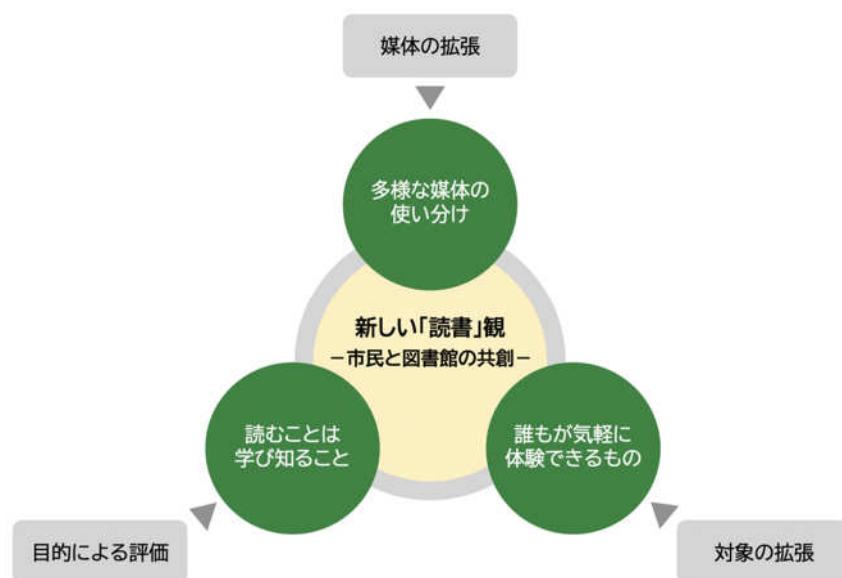 媒体の拡張
多様な媒体の
使い分け
新しい「読書」観
－市民と図書館の共創－
読むことは
学び知ること
誰もが気軽に
体験できるもの
目的による評価
対象の拡張